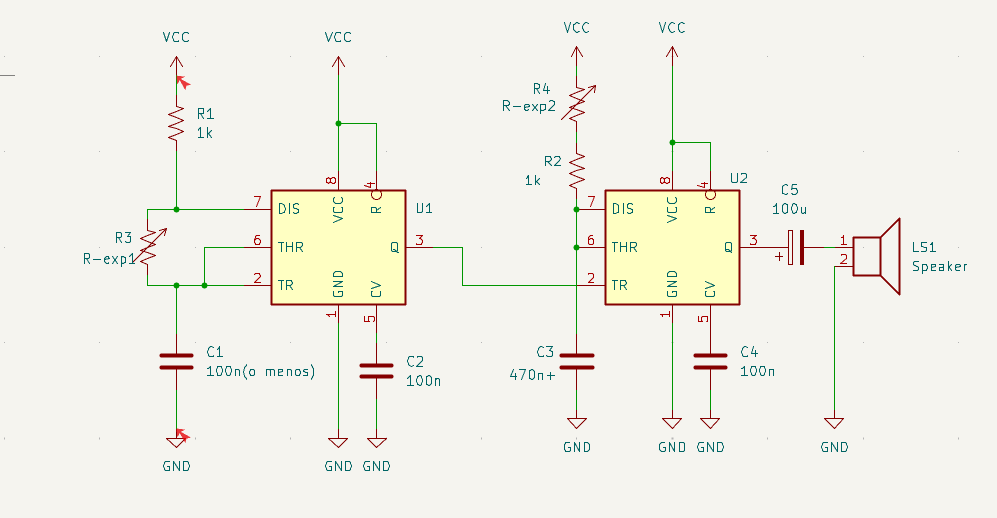 VCC
VCC
VCC
VCC
R1
1k
R4
R-exp2
R2
1k
R3
R-exp1
7
DIS
6
THR
2
TR
8
VCC
4
R
U1
Q
3
GND
1
CV
5
7
DIS
6
THR
2
TR
8
VCC
4
R
U2
Q
3
GND
1
CV
5
C5
100u
+
1
2
LS1
Speaker
C1
100n(o menos)
C2
100n
C3
470n+
C4
100n
GND
GND
GND
GND
GND
GND
GND